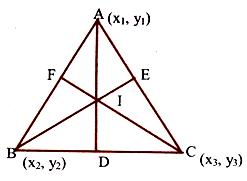 A (x₁, y₁)
F E
I
B (x₂, y₂) D C (x₃, y₃)